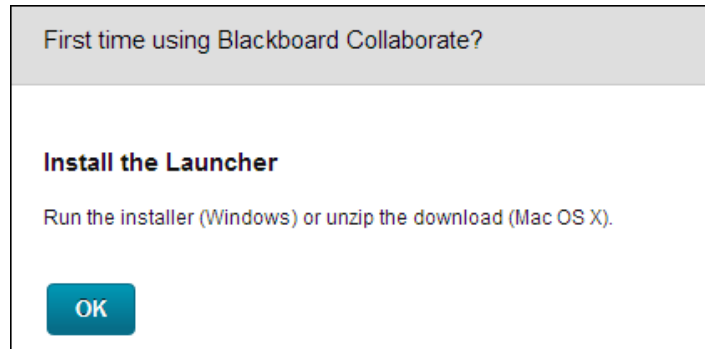 First time using Blackboard Collaborate?
Install the Launcher
Run the installer (Windows) or unzip the download (Mac OS X).
OK